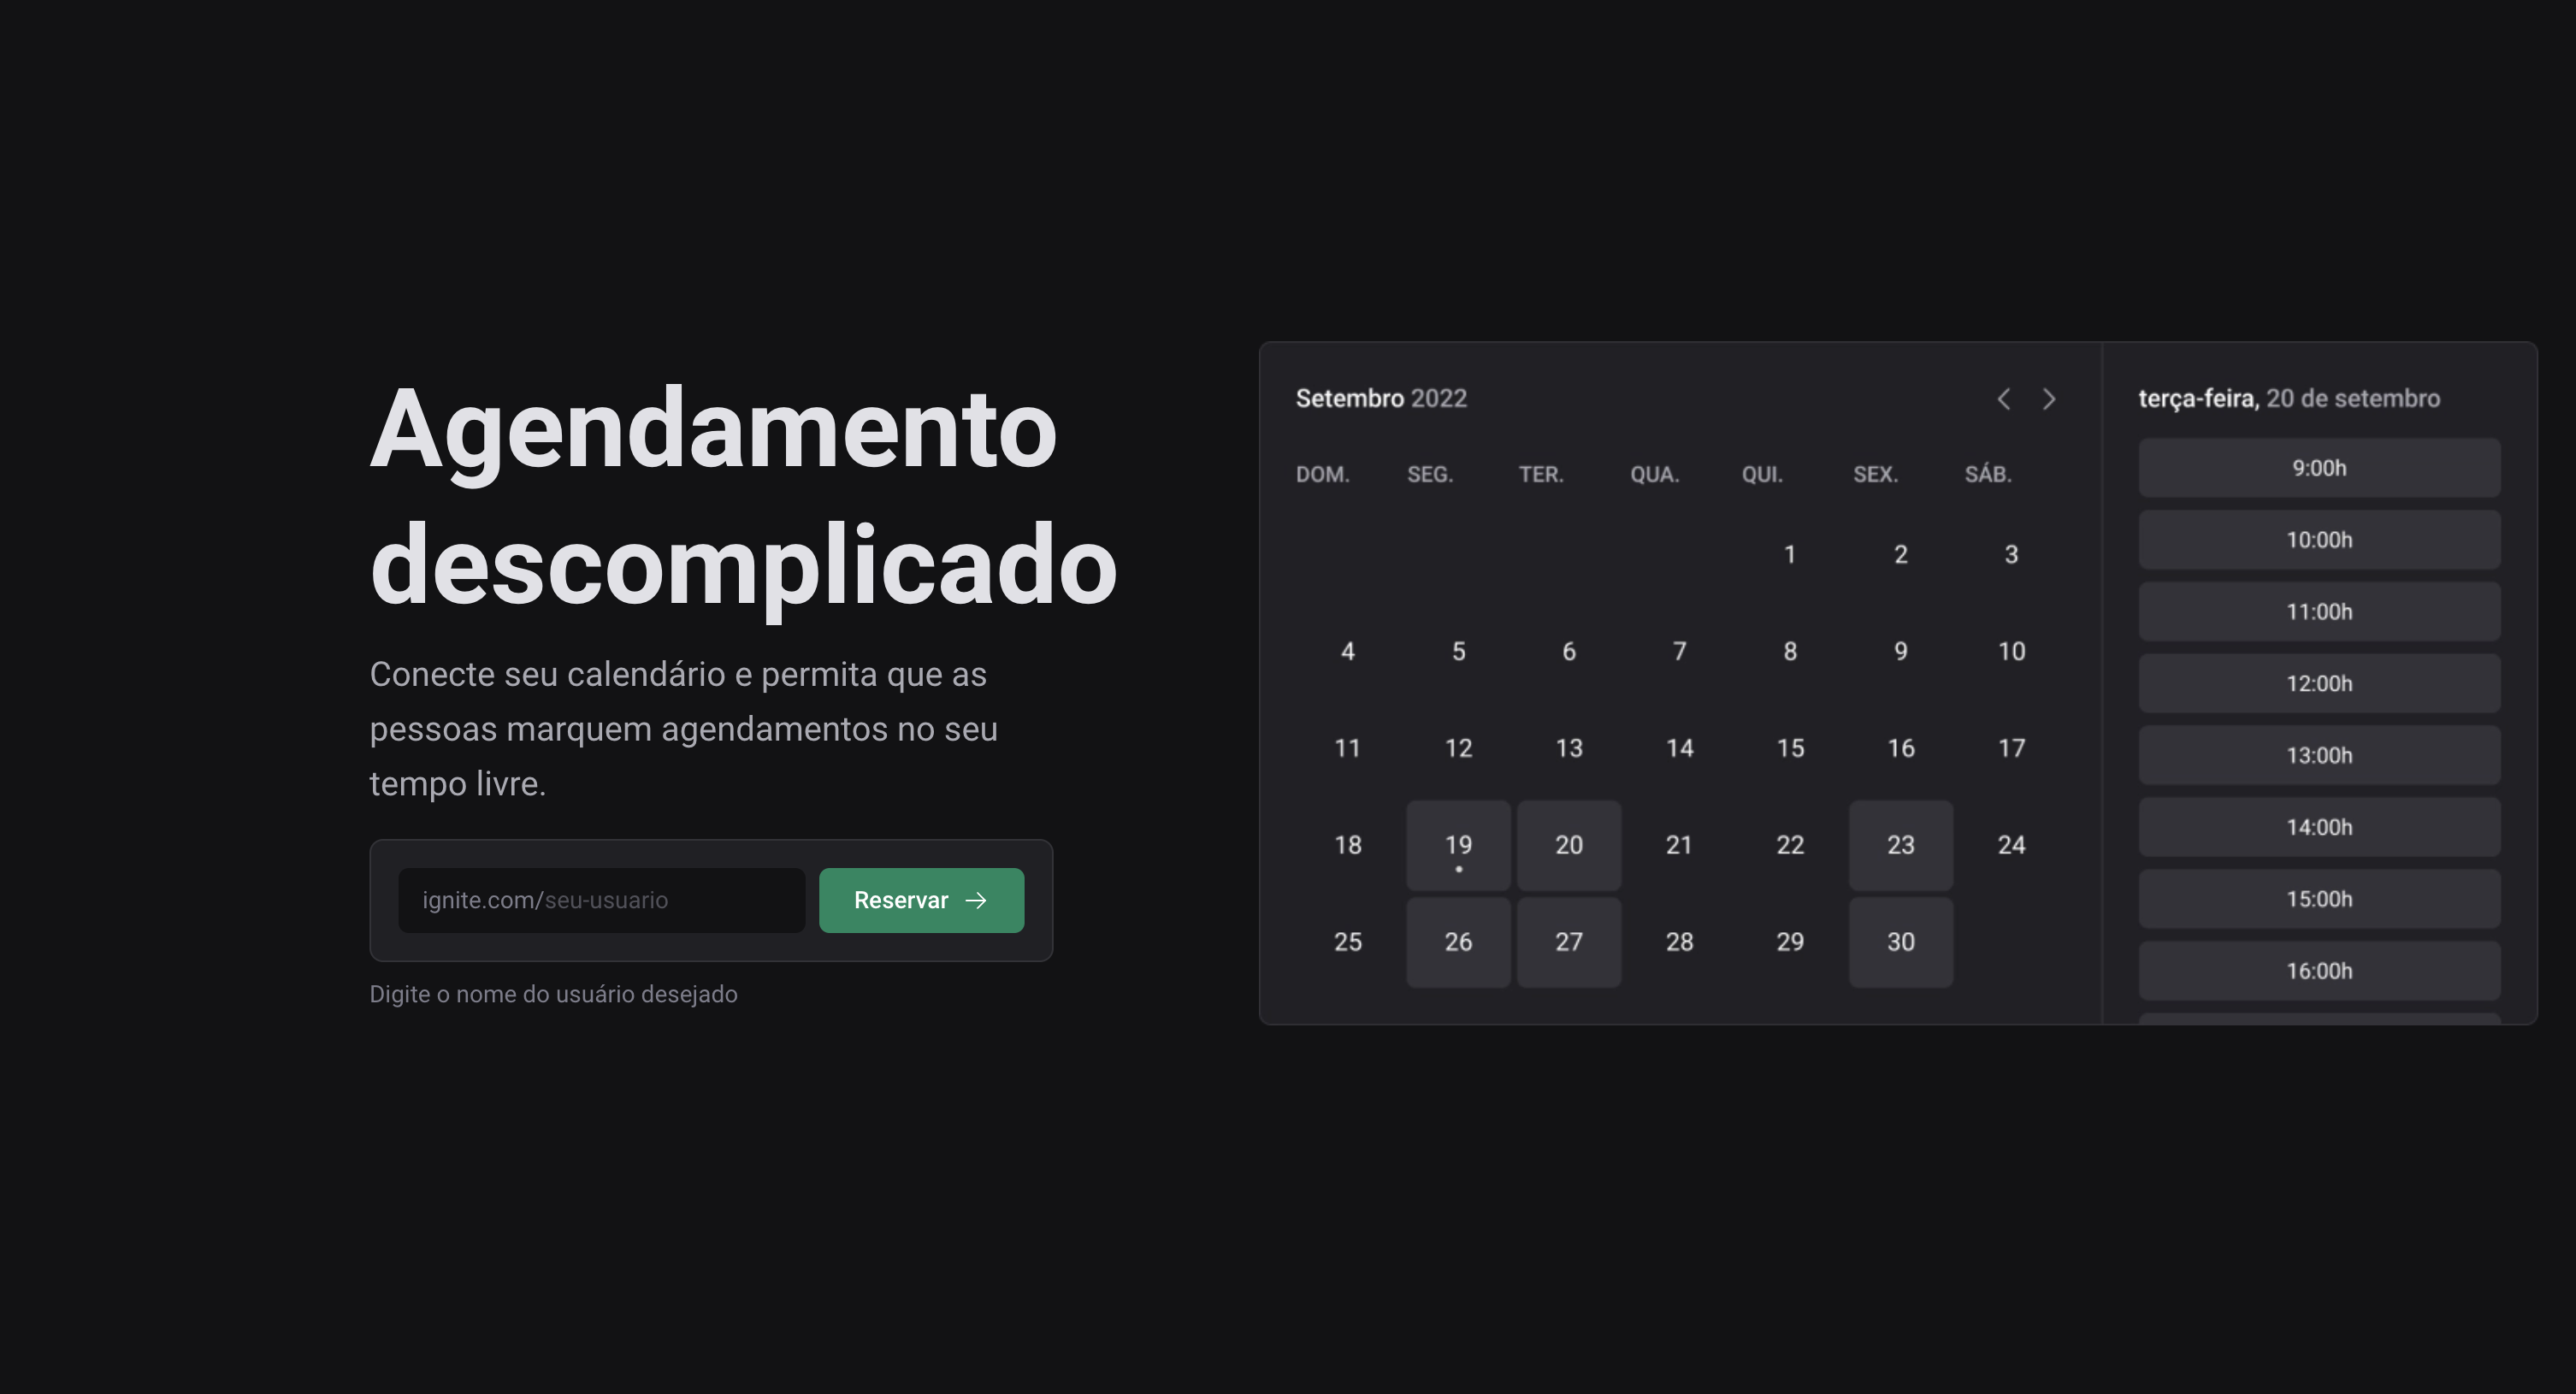 Agendamento
descomplicado
Conecte seu calendário e permita que as
pessoas marquem agendamentos no seu
tempo livre.
ignite.com/seu-usuario
Reservar
Digite o nome do usuário desejado
Setembro 2022
DOM. SEG. TER. QUA. QUI. SEX. SÁB.
1 2 3
4 5 6 7 8 9 10
11 12 13 14 15 16 17
18 19 20 21 22 23 24
25 26 27 28 29 30
terça-feira, 20 de setembro
9:00h
10:00h
11:00h
12:00h
13:00h
14:00h
15:00h
16:00h